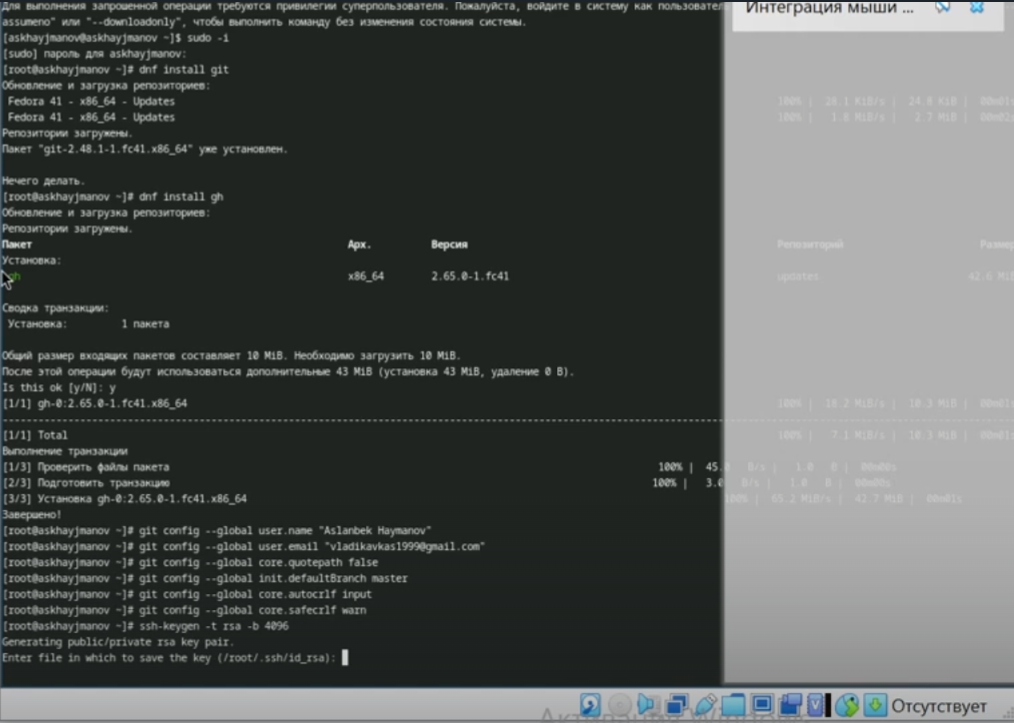 Для выполнения запрошенной операции требуются привилегии суперпользователя. Пожалуйста, войдите в систему как пользовател
assumeno" или "--downloadonly", чтобы выполнить команду без изменения состояния системы.
[askhayjmanov@askhayjmanov ~]$ sudo -i
[sudo] пароль для askhayjmanov:
[root@askhayjmanov ~]# dnf install git
Обновление и загрузка репозиториев:
Fedora 41 - x86_64 - Updates 100% | 28.1 KiB/s | 24.8 KiB |
Fedora 41 - x86_64 - Updates 100% | 1.8 MiB/s | 2.7 MiB |
Репозитории загружены.
Пакет "git-2.48.1-1.fc41.x86_64" уже установлен.
Нечего делать.
[root@askhayjmanov ~]# dnf install gh
Обновление и загрузка репозиториев:
Репозитории загружены.
Пакет Арх. Версия Репозиторий Размер
Установка:
gh x86_64 2.65.0-1.fc41 updates 42.6 MiB
Сводка транзакции:
Установка: 1 пакета
Общий размер входящих пакетов составляет 10 MiB. Необходимо загрузить 10 MiB.
После этой операции будут использоваться дополнительные 43 MiB (установка 43 MiB, удаление 0 B).
Is this ok [y/N]: y
[1/1] gh-0:2.65.0-1.fc41.x86_64 100% | 18.2 MiB/s | 10.3 MiB |
[1/1] Total 100% | 7.1 MiB/s | 10.3 MiB |
Выполнение транзакции
[1/3] Проверить файлы пакета 100% | 45. B/s | 1.0 B | 00m00s
[2/3] Подготовить транзакцию 100% | 3.0 B/s | 1.0 B | 00m00s
[3/3] Установка gh-0:2.65.0-1.fc41.x86_64 100% | 65.2 MiB/s | 42.7 MiB | 00m01s
Завершено!
[root@askhayjmanov ~]# git config --global user.name "Aslanbek Haymanov"
[root@askhayjmanov ~]# git config --global user.email "vladikavkas1999@gmail.com"
[root@askhayjmanov ~]# git config --global core.quotepath false
[root@askhayjmanov ~]# git config --global init.defaultBranch master
[root@askhayjmanov ~]# git config --global core.autocrlf input
[root@askhayjmanov ~]# git config --global core.safecrlf warn
[root@askhayjmanov ~]# ssh-keygen -t rsa -b 4096
Generating public/private rsa key pair.
Enter file in which to save the key (/root/.ssh/id_rsa):
Интеграция мыши ...
Отсутствует